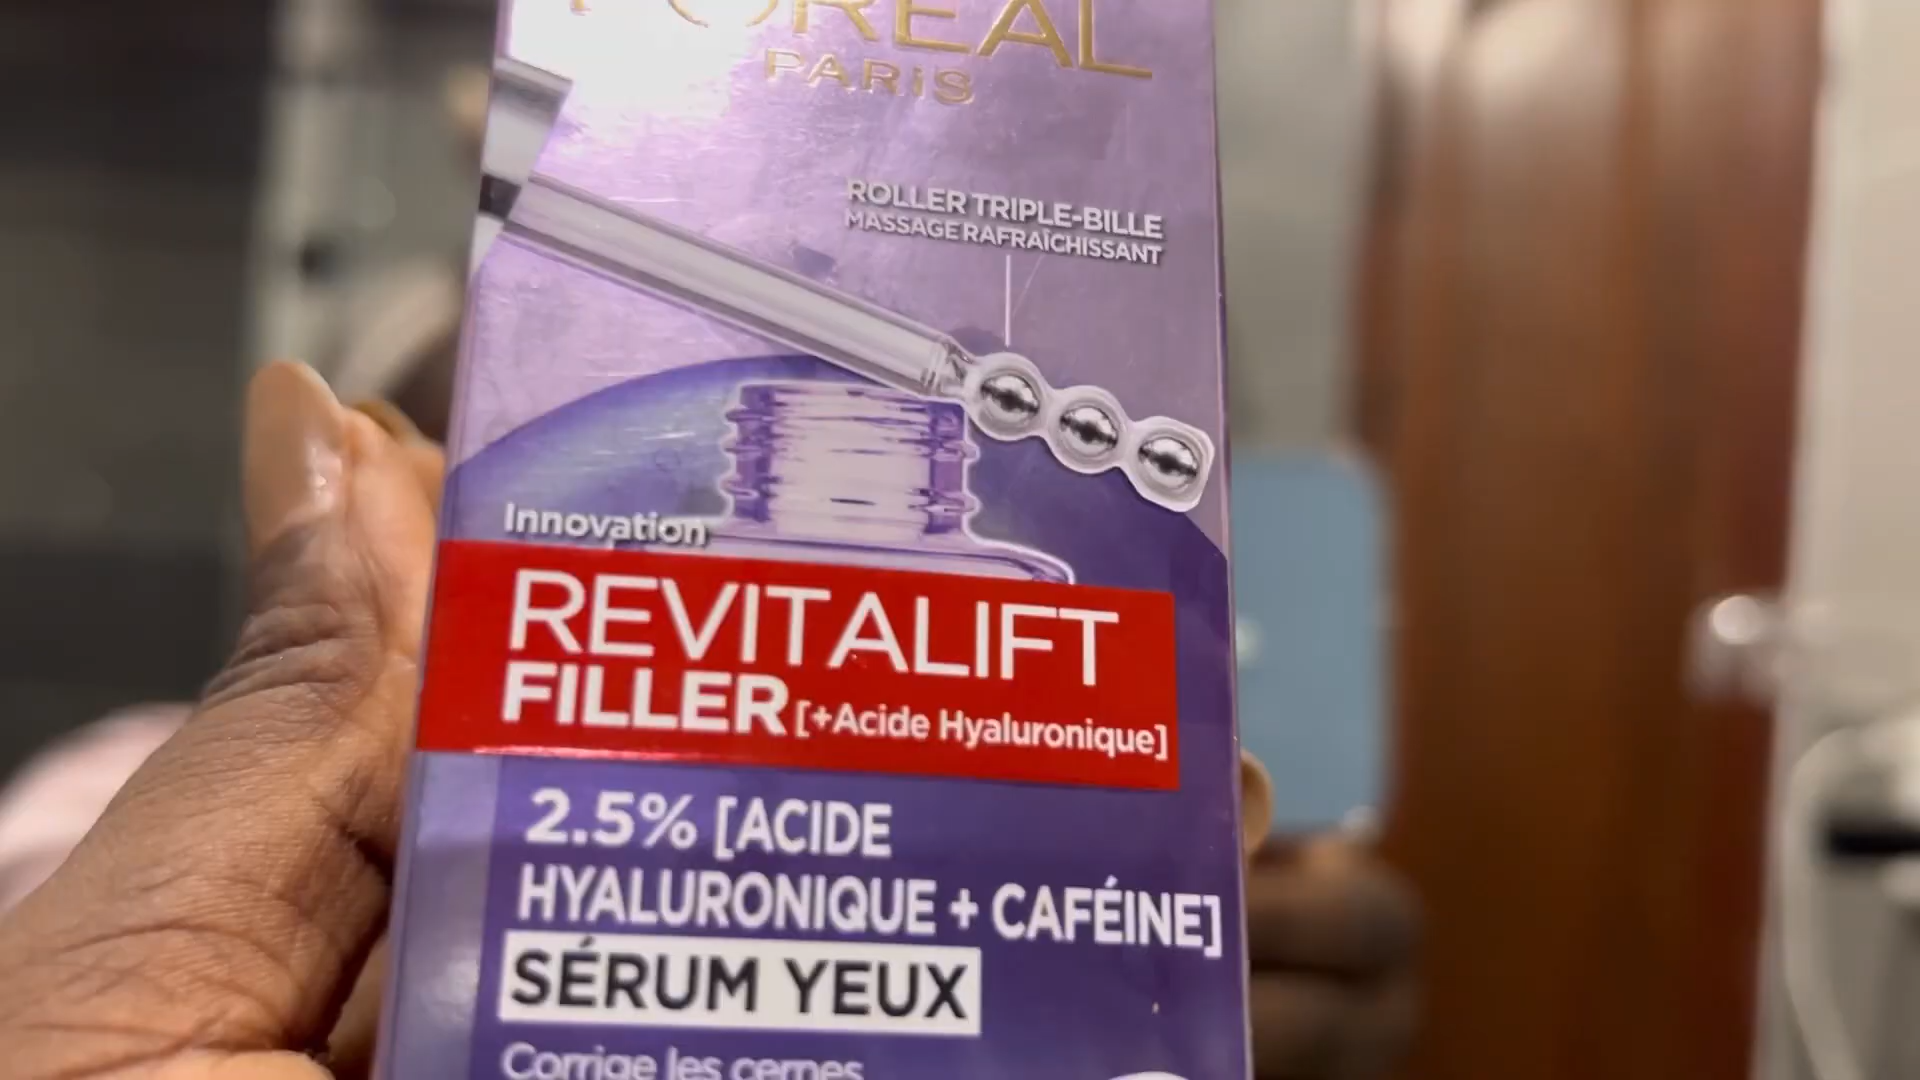 L'ORÉAL
PARIS
ROLLER TRIPLE-BILLE
MASSAGE RAFRAÎCHISSANT
Innovation
REVITALIFT
FILLER [+Acide Hyaluronique]
2.5% [ACIDE
HYALURONIQUE + CAFÉINE]
SÉRUM YEUX
Corrige les cernes